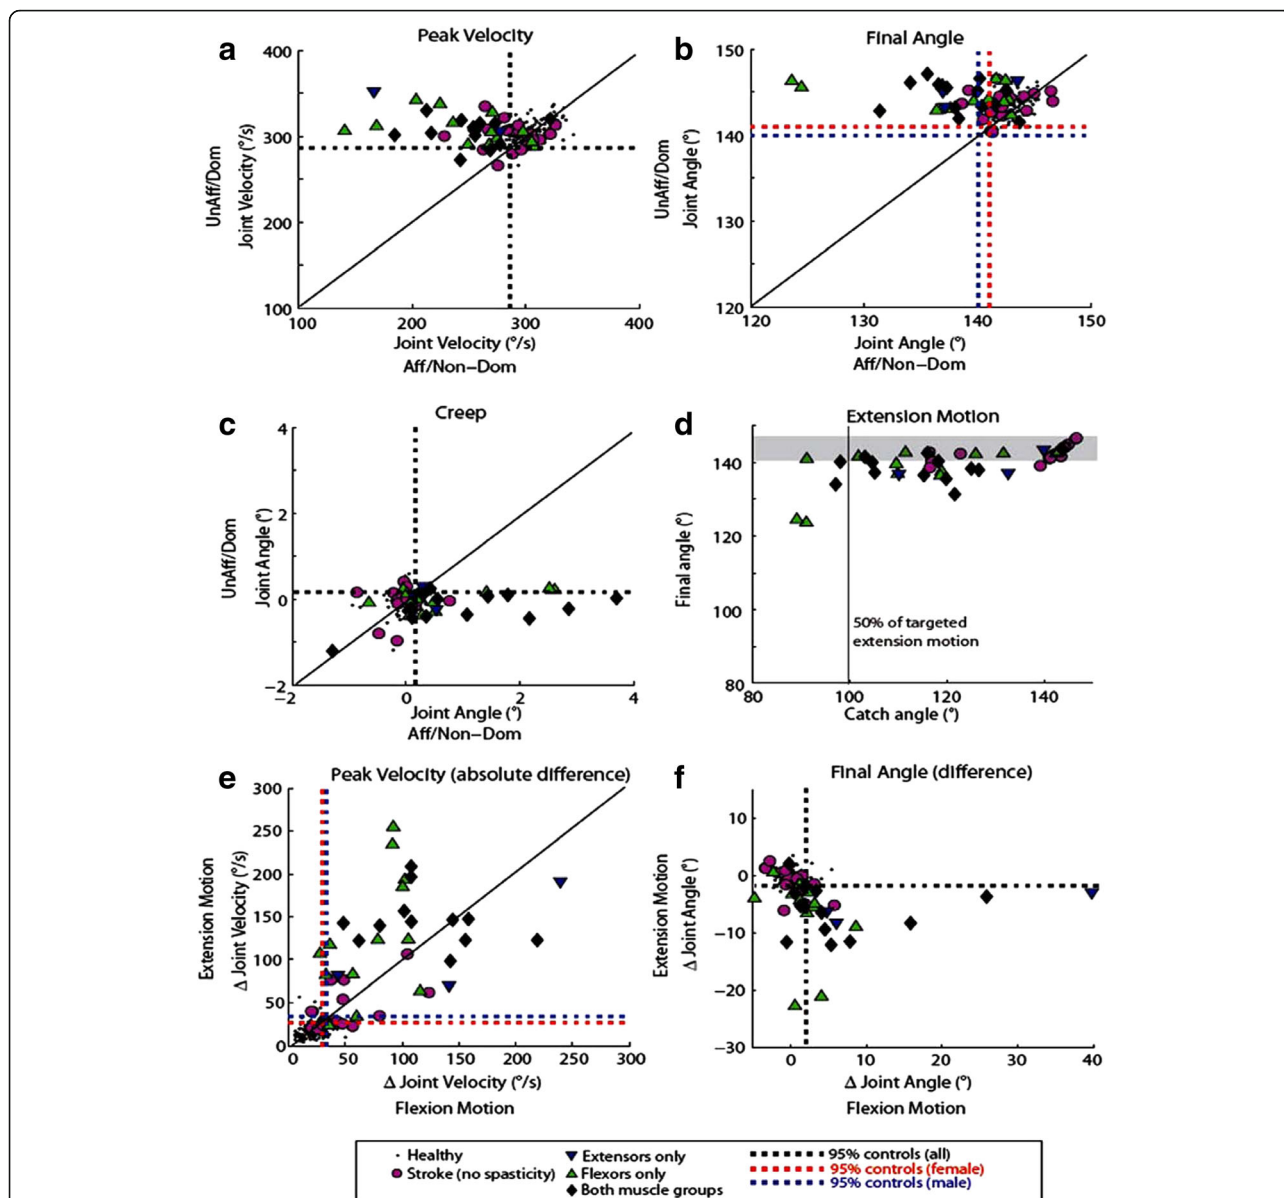 a
Peak Velocity
400
300
200
100
UnAff/Dom
Joint Velocity (°/s)
100 200 300 400
Joint Velocity (°/s)
Aff/Non-Dom
b
Final Angle
150
140
130
120
UnAff/Dom
Joint Angle (°)
120 130 140 150
Joint Angle (°)
Aff/Non-Dom
c
Creep
4
2
0
-2
UnAff/Dom
Joint Angle (°)
-2 0 2 4
Joint Angle (°)
Aff/Non-Dom
d
Extension Motion
140
120
100
80
Final angle (°)
50% of targeted
extension motion
80 100 120 140
Catch angle (°)
e
Peak Velocity (absolute difference)
300
250
200
150
100
50
0
Extension Motion
Δ Joint Velocity (°/s)
0 50 100 150 200 250 300
Δ Joint Velocity (°/s)
Flexion Motion
f
Final Angle (difference)
10
0
-10
-20
-30
Extension Motion
Δ Joint Angle (°)
0 10 20 30 40
Δ Joint Angle (°)
Flexion Motion
Healthy
Stroke (no spasticity)
Extensors only
Flexors only
Both muscle groups
95% controls (all)
95% controls (female)
95% controls (male)